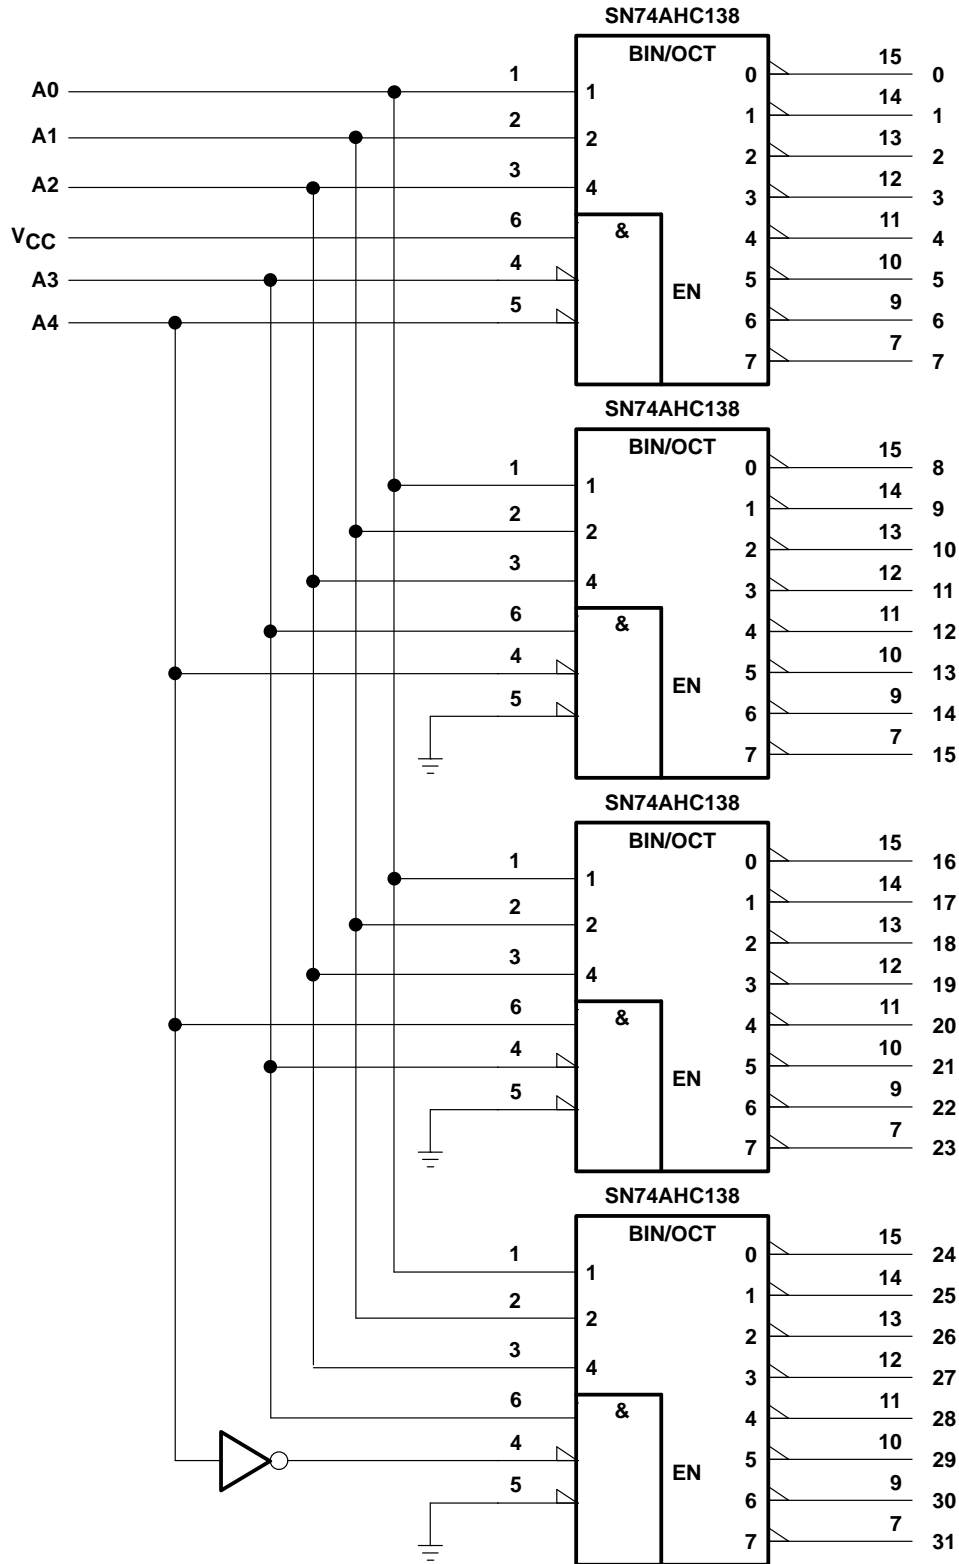 SN74AHC138
BIN/OCT
0 15 0
A0 1 1
1 14 1
A1 2 2
2 13 2
A2 3 4
3 12 3
VCC 6 &
4 11 4
A3 4
5 10 5
EN
A4 5
6 9 6
7 7 7
SN74AHC138
BIN/OCT
0 15 8
1 1
1 14 9
2 2
2 13 10
3 4
3 12 11
6 &
4 11 12
4
5 10 13
EN
5
6 9 14
7 7 15
SN74AHC138
BIN/OCT
0 15 16
1 1
1 14 17
2 2
2 13 18
3 4
3 12 19
6 &
4 11 20
4
5 10 21
EN
5
6 9 22
7 7 23
SN74AHC138
BIN/OCT
0 15 24
1 1
1 14 25
2 2
2 13 26
3 4
3 12 27
6 &
4 11 28
4
5 10 29
EN
5
6 9 30
7 7 31